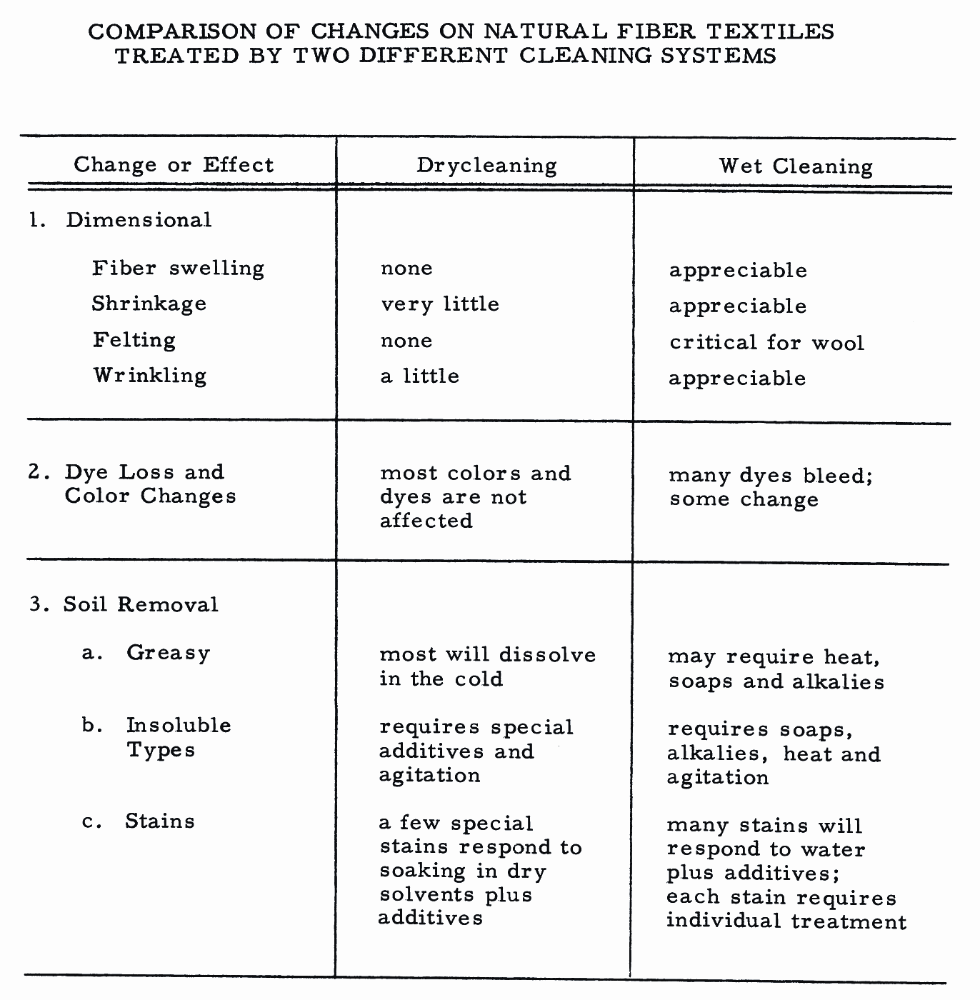 COMPARISON OF CHANGES ON NATURAL FIBER TEXTILES
TREATED BY TWO DIFFERENT CLEANING SYSTEMS
Change or Effect Drycleaning Wet Cleaning
1. Dimensional
Fiber swelling none appreciable
Shrinkage very little appreciable
Felting none critical for wool
Wrinkling a little appreciable
2. Dye Loss and most colors and many dyes bleed;
Color Changes dyes are not some change
affected
3. Soil Removal
a. Greasy most will dissolve may require heat,
in the cold soaps and alkalies
b. Insoluble requires special requires soaps,
Types additives and alkalies, heat and
agitation agitation
c. Stains a few special many stains will
stains respond to respond to water
soaking in dry plus additives;
solvents plus each stain requires
additives individual treatment